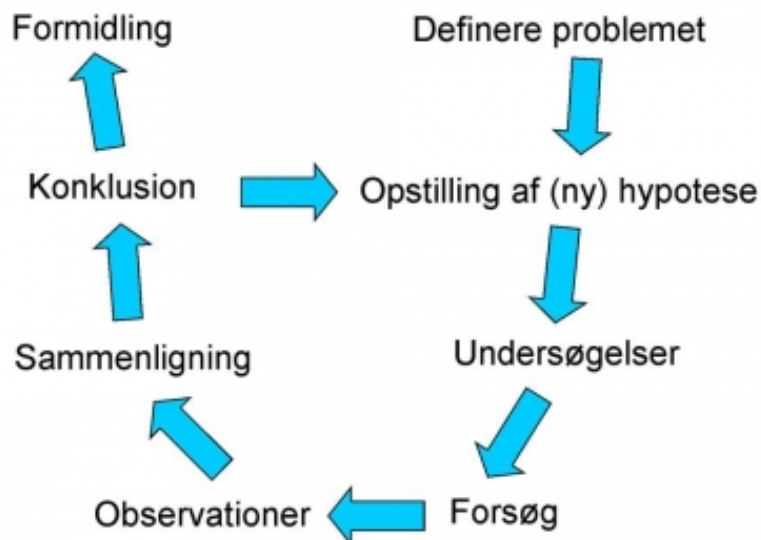 Formidling
Definere problemet
Konklusion
Opstilling af (ny) hypotese
Sammenligning
Undersøgelser
Observationer
Forsøg